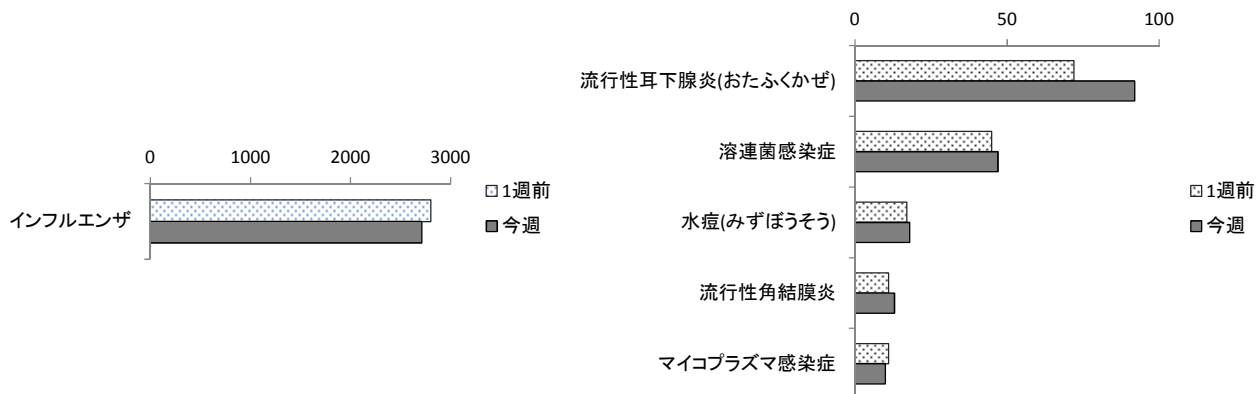 0 1000 2000 3000
インフルエンザ
1週前
今週
0 50 100
流行性耳下腺炎(おたふくかぜ)
溶連菌感染症
水痘(みずぼうそう)
流行性角結膜炎
マイコプラズマ感染症
1週前
今週